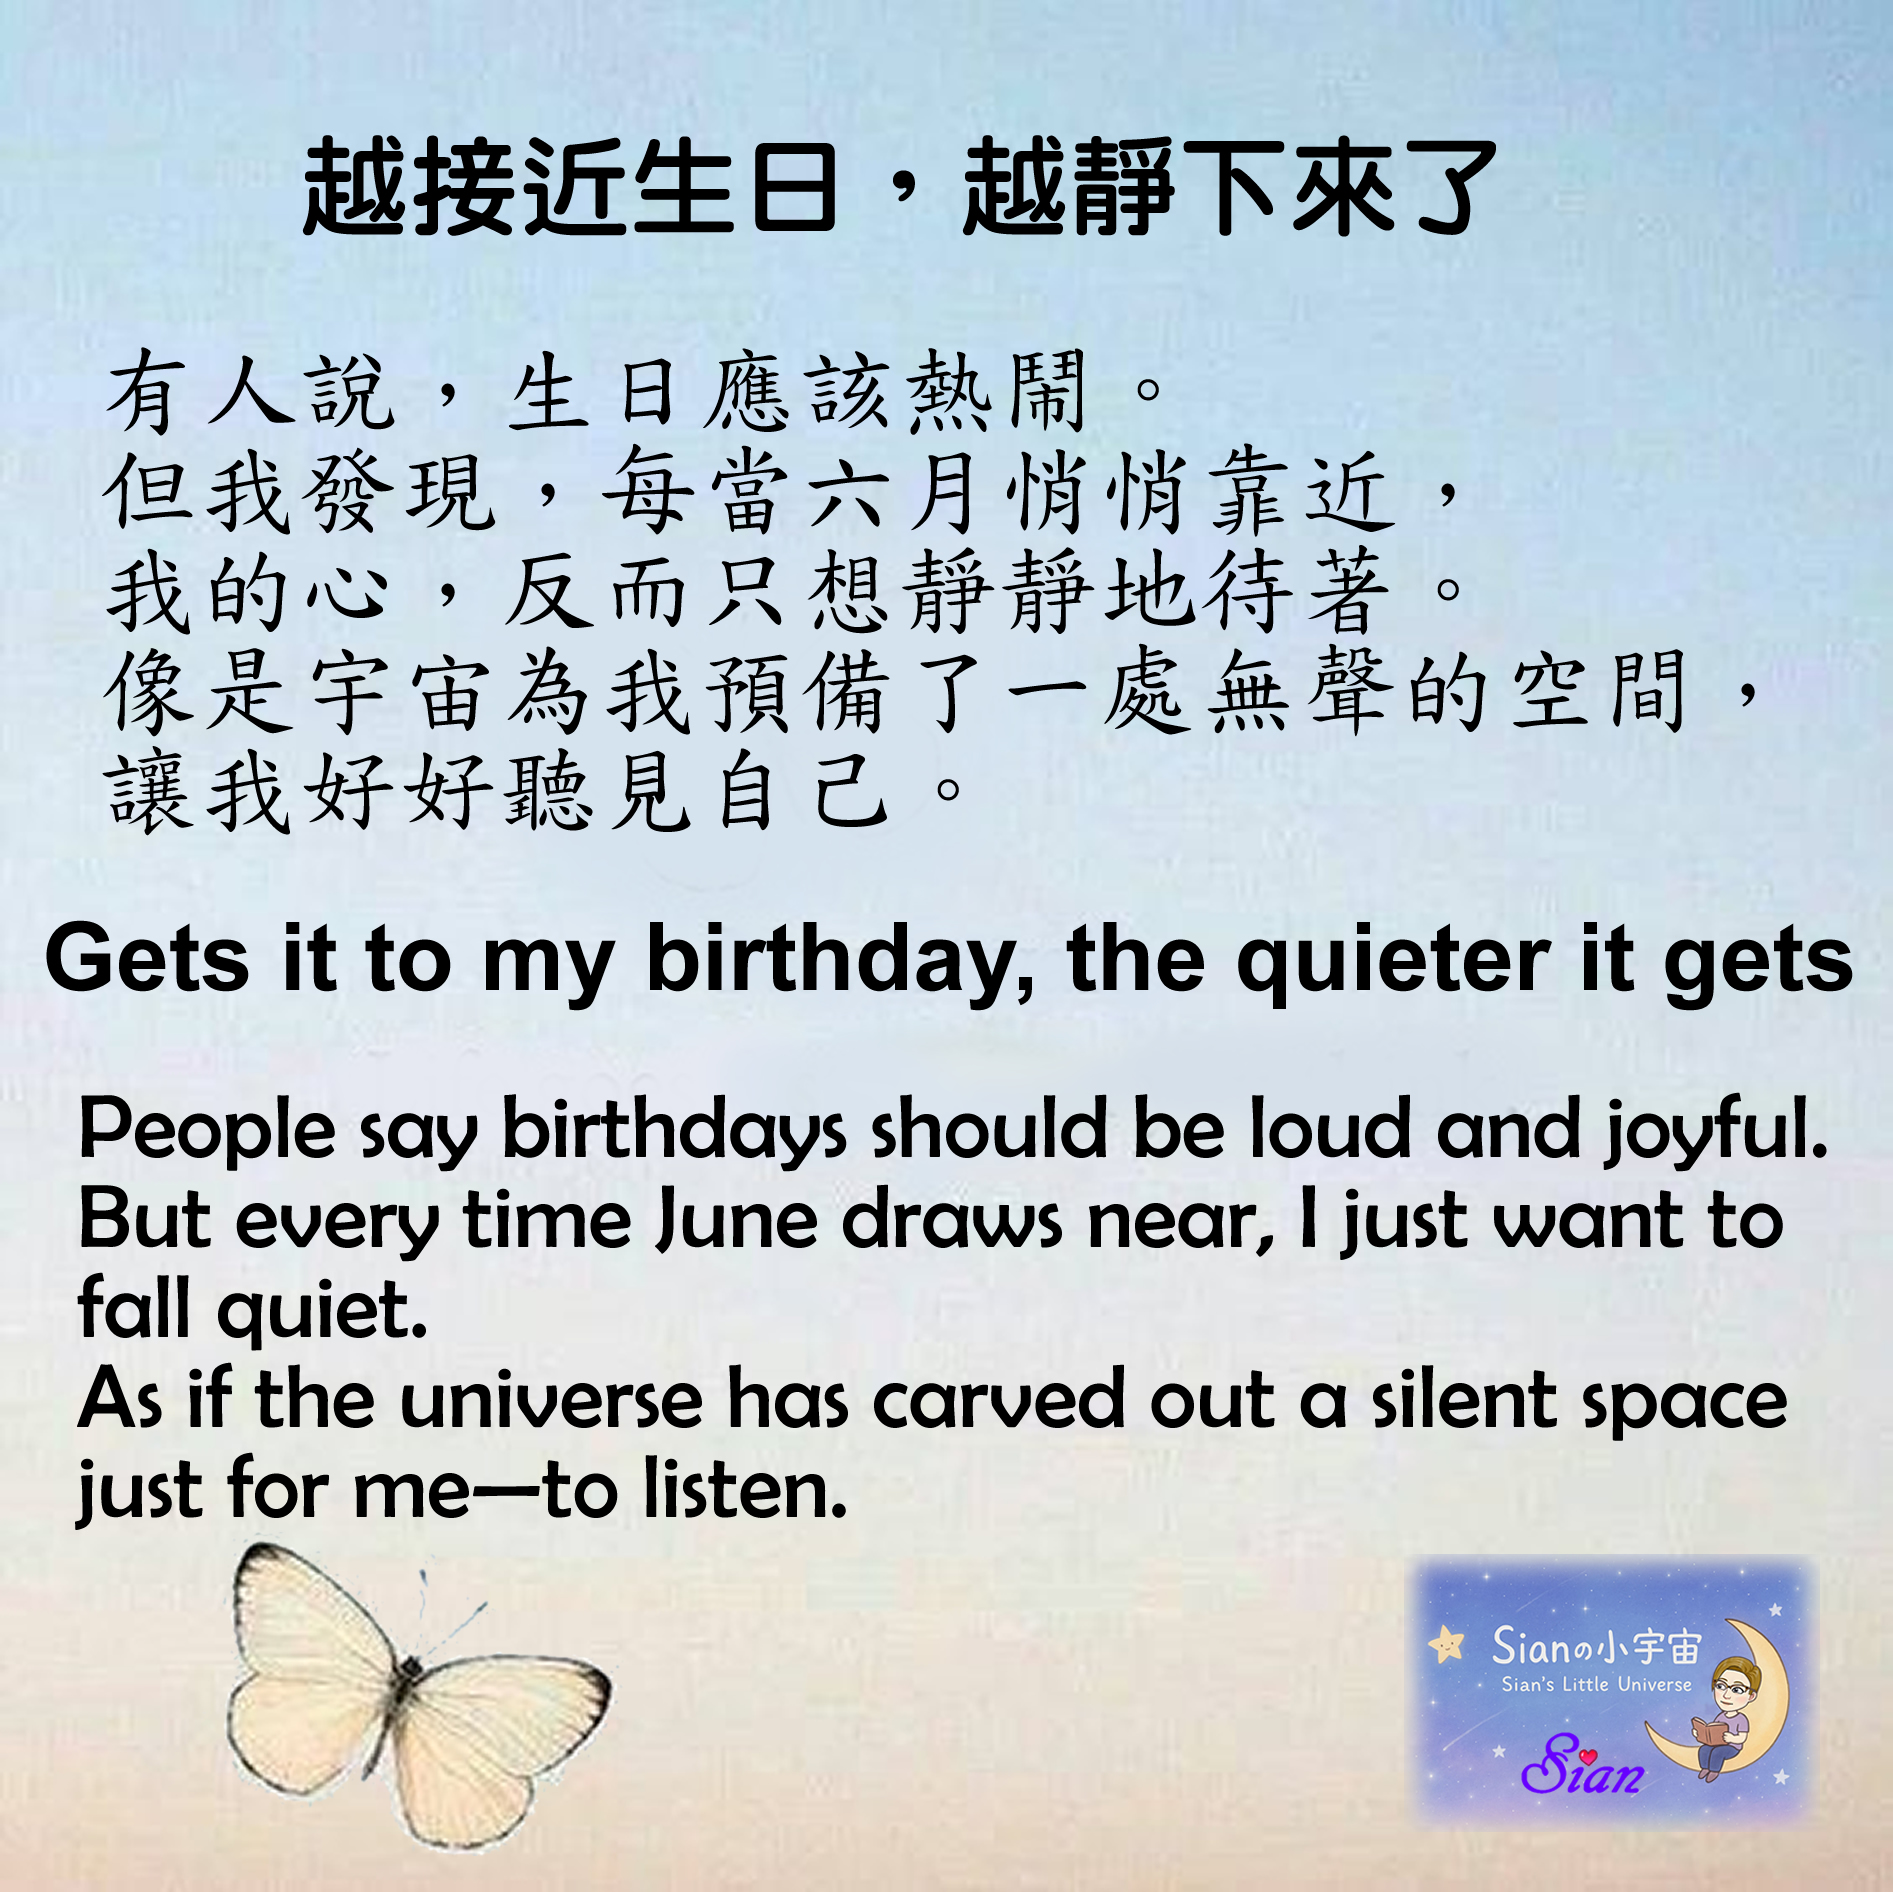 越接近生日，越靜下來了
有人說，生日應該熱鬧。
但我發現，每當六月悄悄靠近，
我的心，反而只想靜靜地待著。
像是宇宙為我預備了一處無聲的空間，
讓我好好聽見自己。
Gets it to my birthday, the quieter it gets
People say birthdays should be loud and joyful.
But every time June draws near, I just want to
fall quiet.
As if the universe has carved out a silent space
just for me—to listen.
Sianの小宇宙
Sian's Little Universe
Sian